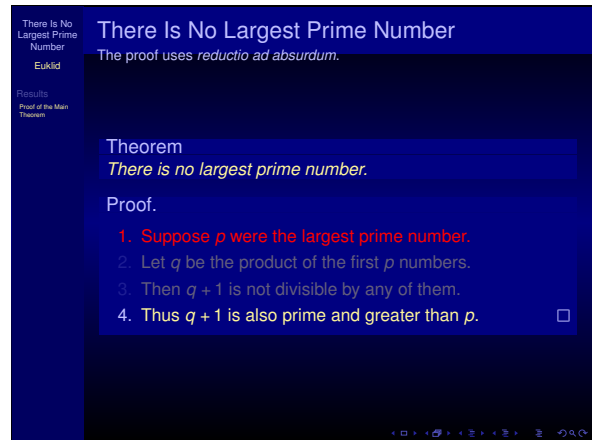 There Is No
Largest Prime
Number
Euklid
Results
Proof of the Main
Theorem
There Is No Largest Prime Number
The proof uses reductio ad absurdum.
Theorem
There is no largest prime number.
Proof.
1. Suppose p were the largest prime number.
2. Let q be the product of the first p numbers.
3. Then q + 1 is not divisible by any of them.
4. Thus q + 1 is also prime and greater than p.